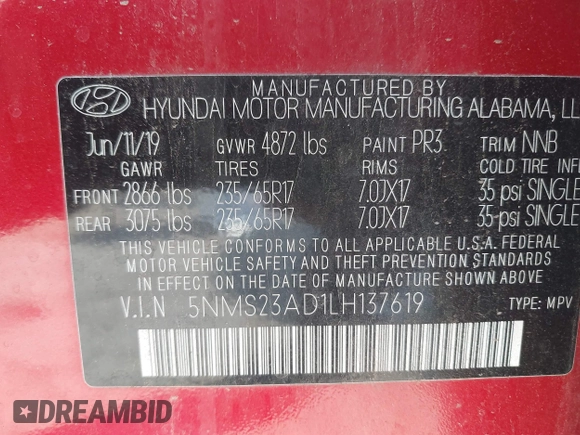 MANUFACTURED BY
HYUNDAI MOTOR MANUFACTURING ALABAMA, LL
Jun/11/19 GVWR 4872 lbs PAINT PR3 TRIM NNB
GAWR TIRES RIMS COLD TIRE INF
FRONT 2866 lbs 235/65R17 7.0JX17 35 psi SINGLE
REAR 3075 lbs 235/65R17 7.0JX17 35 psi SINGLE
THIS VEHICLE CONFORMS TO ALL APPLICABLE U.S.A. FEDERAL
MOTOR VEHICLE SAFETY AND THEFT PREVENTION STANDARDS
IN EFFECT ON THE DATE OF MANUFACTURE SHOWN ABOVE.
V.I.N 5NMS23AD1LH137619 TYPE: MPV
DREAMBID